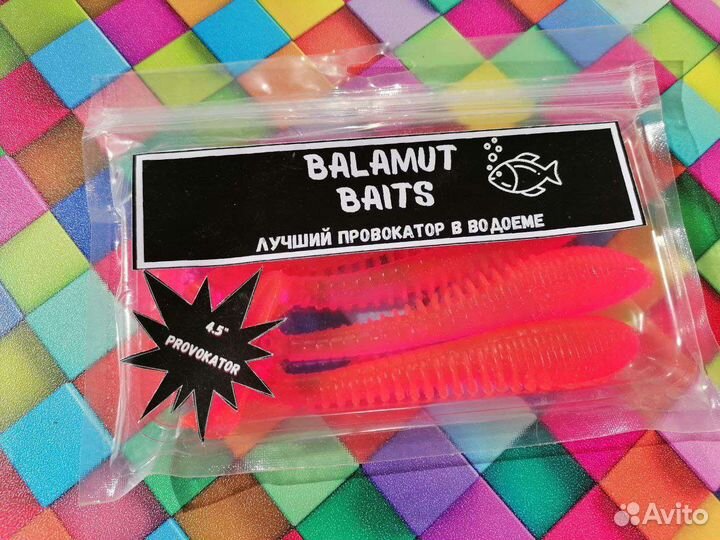 BALAMUT
BAITS
ЛУЧШИЙ ПРОВОКАТОР В ВОДОЕМЕ
4.5"
PROVOKATOR
Avito